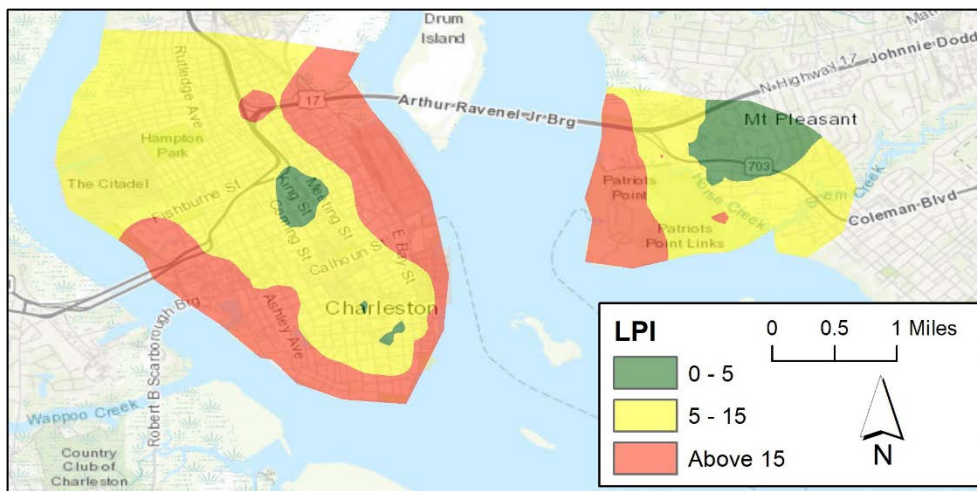 Drum
Island
Rutledge Ave
17
Arthur Ravenel Jr Brg
N Highway 17
Johnnie Dodd
Mat
Mt Pleasant
703
Hampton
Park
The Citadel
Fishburne St
King St
Meeting St
Coming St
Calhoun St
E Bay St
Patriots
Point
Hose Creek
Shem Creek
Coleman Blvd
Patriots
Point Links
Charleston
Ashley Ave
Robert B Scarborough Brg
Wappoo Creek
Country
Club of
Charleston
LPI
0 - 5
5 - 15
Above 15
0 0.5 1 Miles
N